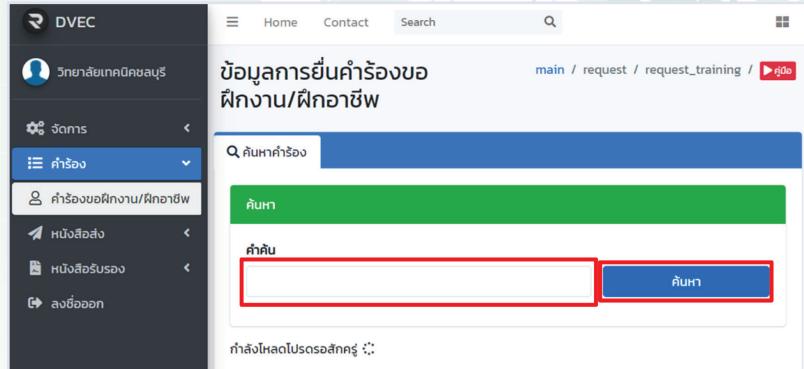 DVEC
Home Contact Search
วิทยาลัยเทคนิคชลบุรี
ข้อมูลการยื่นคำร้องขอ
ฝึกงาน/ฝึกอาชีพ
main / request / request_training / คู่มือ
จัดการ
คำร้อง
คำร้องขอฝึกงาน/ฝึกอาชีพ
หนังสือส่ง
หนังสือรับรอง
ลงชื่อออก
ค้นหาคำร้อง
ค้นหา
คำค้น
ค้นหา
กำลังโหลดโปรดรอสักครู่